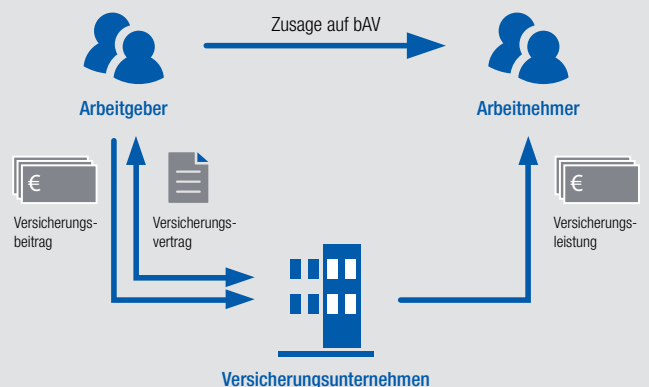 Zusage auf bAV
Arbeitgeber
Arbeitnehmer
€
Versicherungs-
beitrag
Versicherungs-
vertrag
€
Versicherungs-
leistung
Versicherungsunternehmen